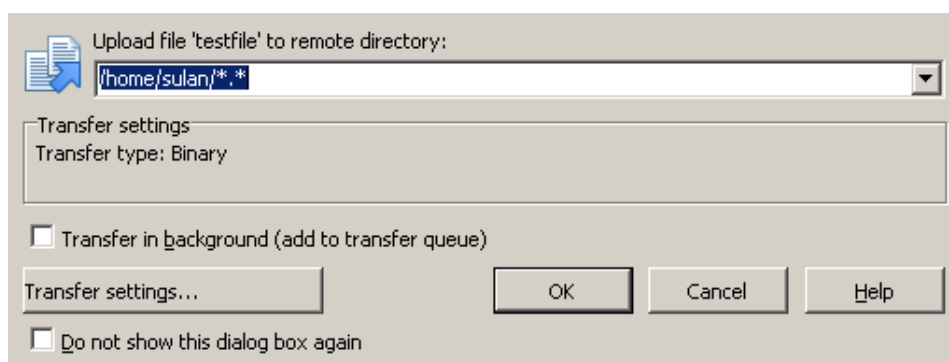 Upload file 'testfile' to remote directory:
/home/sulan/*.*
Transfer settings
Transfer type: Binary
Transfer in background (add to transfer queue)
Transfer settings... OK Cancel Help
Do not show this dialog box again